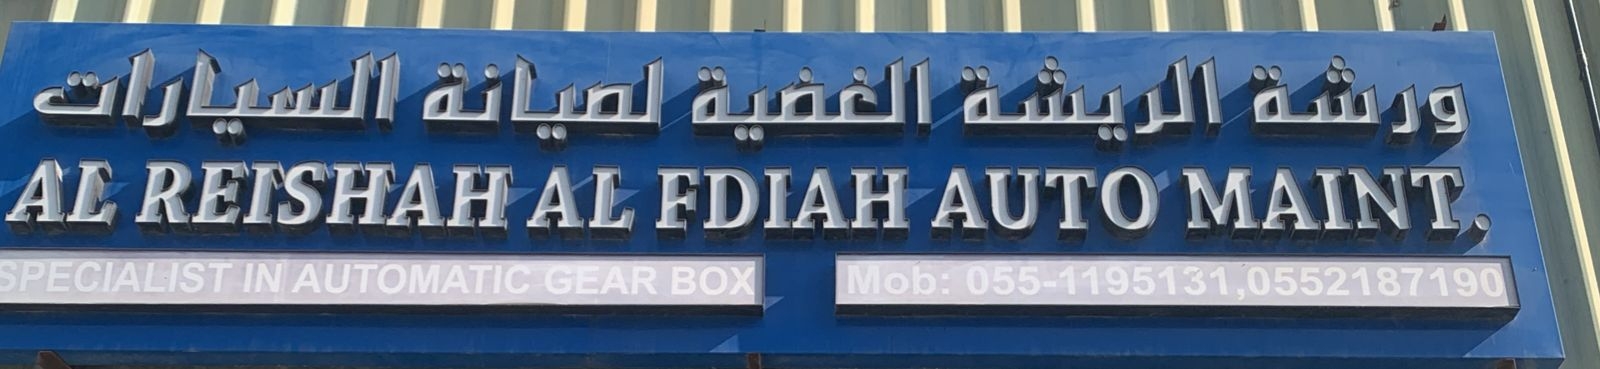 ورشة الريشة الغضية لصيانة السيارات
AL REISHAH AL FDIAH AUTO MAINT.
SPECIALIST IN AUTOMATIC GEAR BOX
Mob: 055-1195131,0552187190